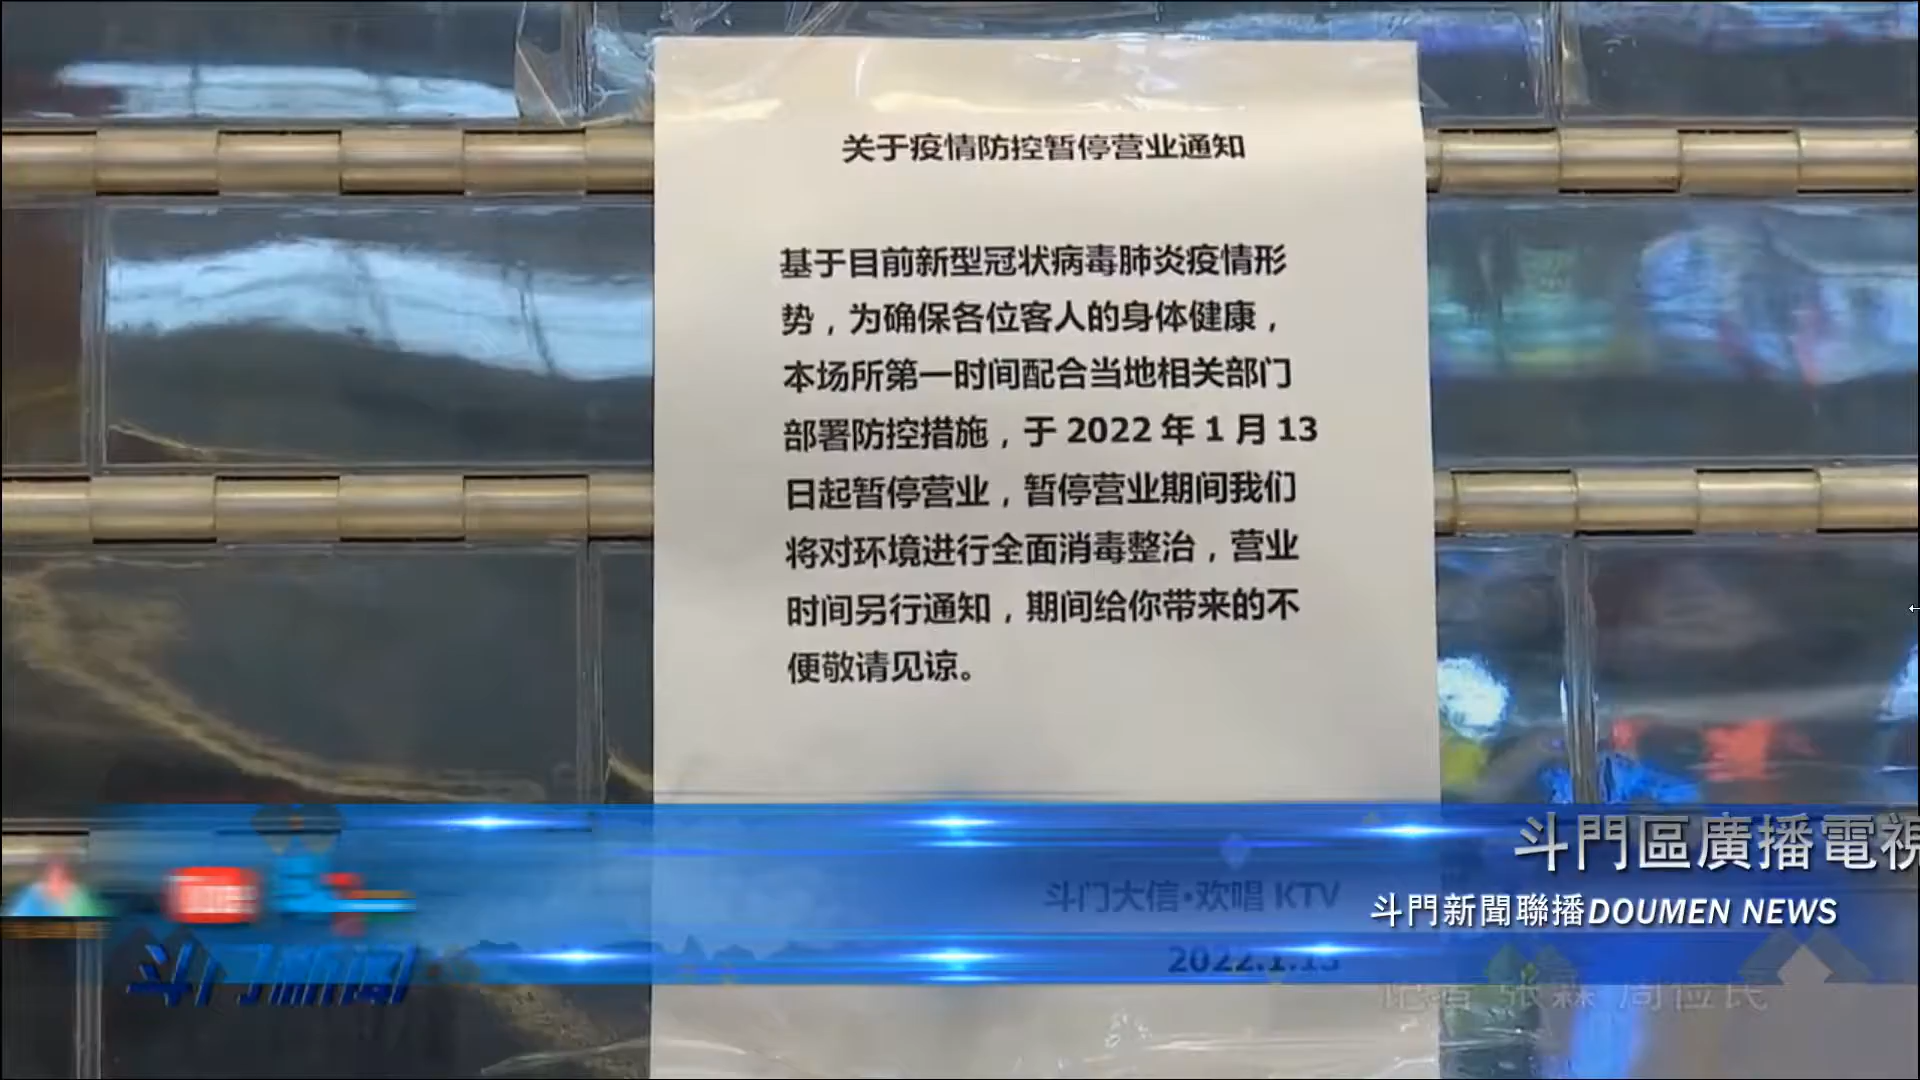 关于疫情防控暂停营业通知
基于目前新型冠状病毒肺炎疫情形
势，为确保各位客人的身体健康，
本场所第一时间配合当地相关部门
部署防控措施，于 2022 年 1 月 13
日起暂停营业，暂停营业期间我们
将对环境进行全面消毒整治，营业
时间另行通知，期间给你带来的不
便敬请见谅。
斗門區廣播電視
斗门大信·欢唱 KTV
斗門新聞聯播DOUMEN NEWS
2022.1.13
斗门新闻